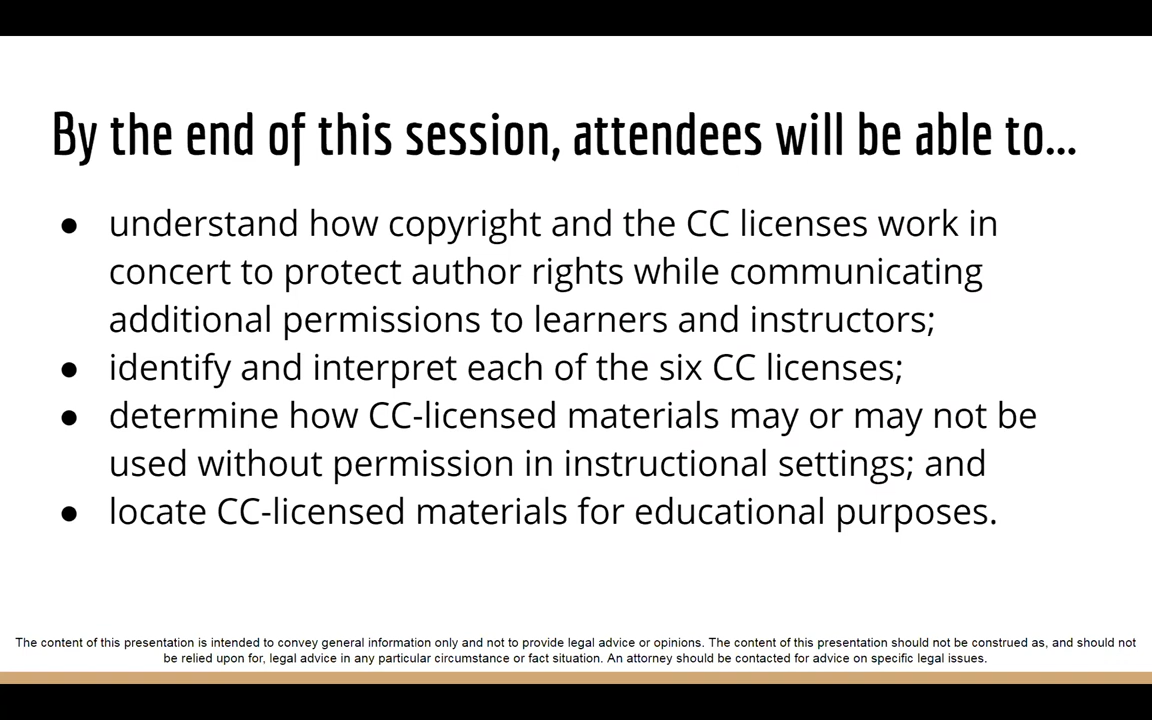 By the end of this session, attendees will be able to...
● understand how copyright and the CC licenses work in
concert to protect author rights while communicating
additional permissions to learners and instructors;
● identify and interpret each of the six CC licenses;
● determine how CC-licensed materials may or may not be
used without permission in instructional settings; and
● locate CC-licensed materials for educational purposes.
The content of this presentation is intended to convey general information only and not to provide legal advice or opinions. The content of this presentation should not be construed as, and should not
be relied upon for, legal advice in any particular circumstance or fact situation. An attorney should be contacted for advice on specific legal issues.